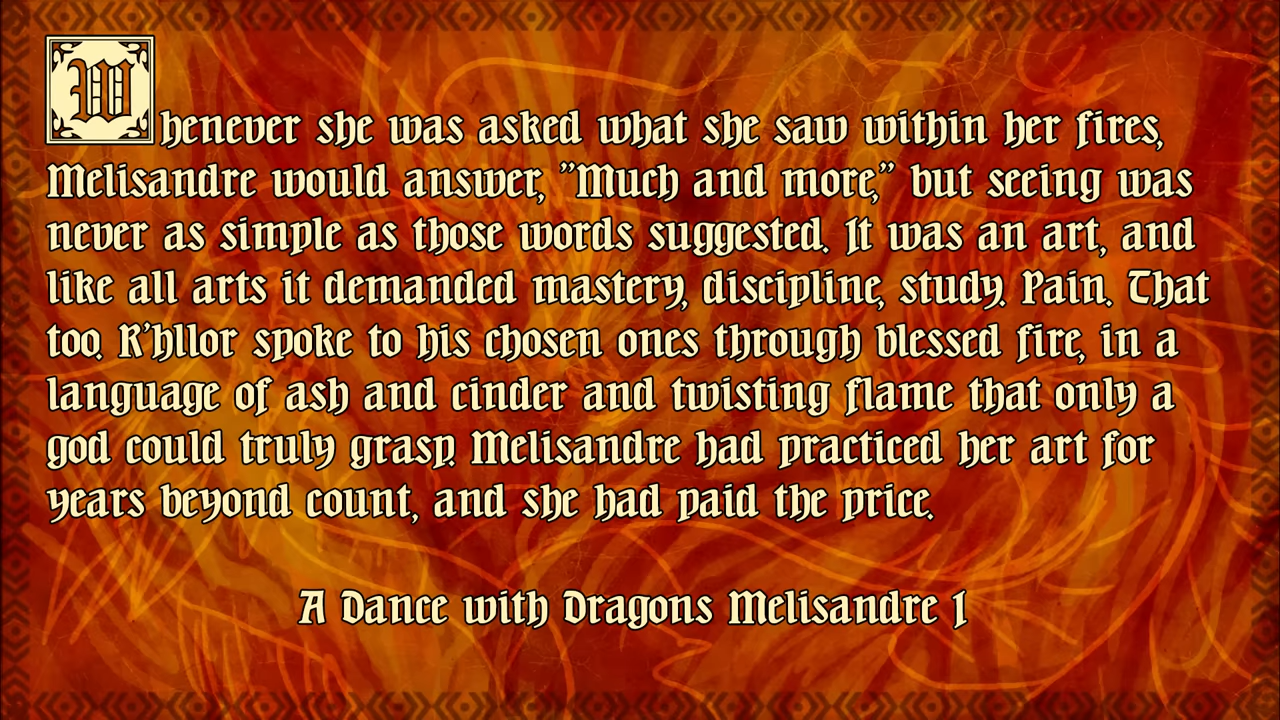 Whenever she was asked what she saw within her fires,
Melisandre would answer, "Much and more," but seeing was
never as simple as those words suggested. It was an art, and
like all arts it demanded mastery, discipline, study. Pain. That
too. R'hllor spoke to his chosen ones through blessed fire, in a
language of ash and cinder and twisting flame that only a
god could truly grasp. Melisandre had practiced her art for
years beyond count, and she had paid the price.
A Dance with Dragons Melisandre I